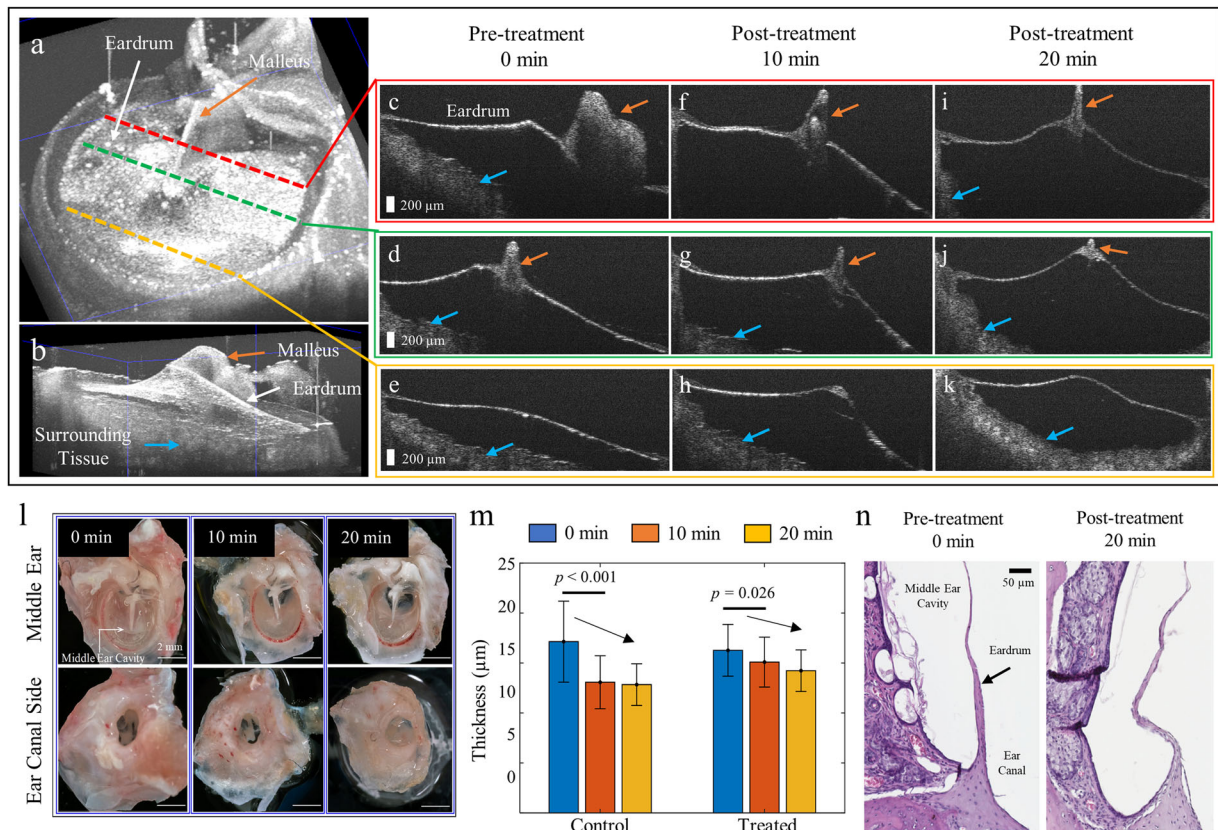 a
Eardrum
Malleus
b
Malleus
Eardrum
Surrounding
Tissue
Pre-treatment
0 min
Post-treatment
10 min
Post-treatment
20 min
c
Eardrum
200 µm
f
i
d
200 µm
g
j
e
200 µm
h
k
l
0 min
10 min
20 min
Middle Ear
Middle Ear Cavity
2 mm
Ear Canal Side
m
0 min
10 min
20 min
p < 0.001
p = 0.026
Thickness (µm)
25
20
15
10
5
0
Control
Treated
n
Pre-treatment
0 min
Post-treatment
20 min
50 µm
Middle Ear
Cavity
Eardrum
Ear
Canal